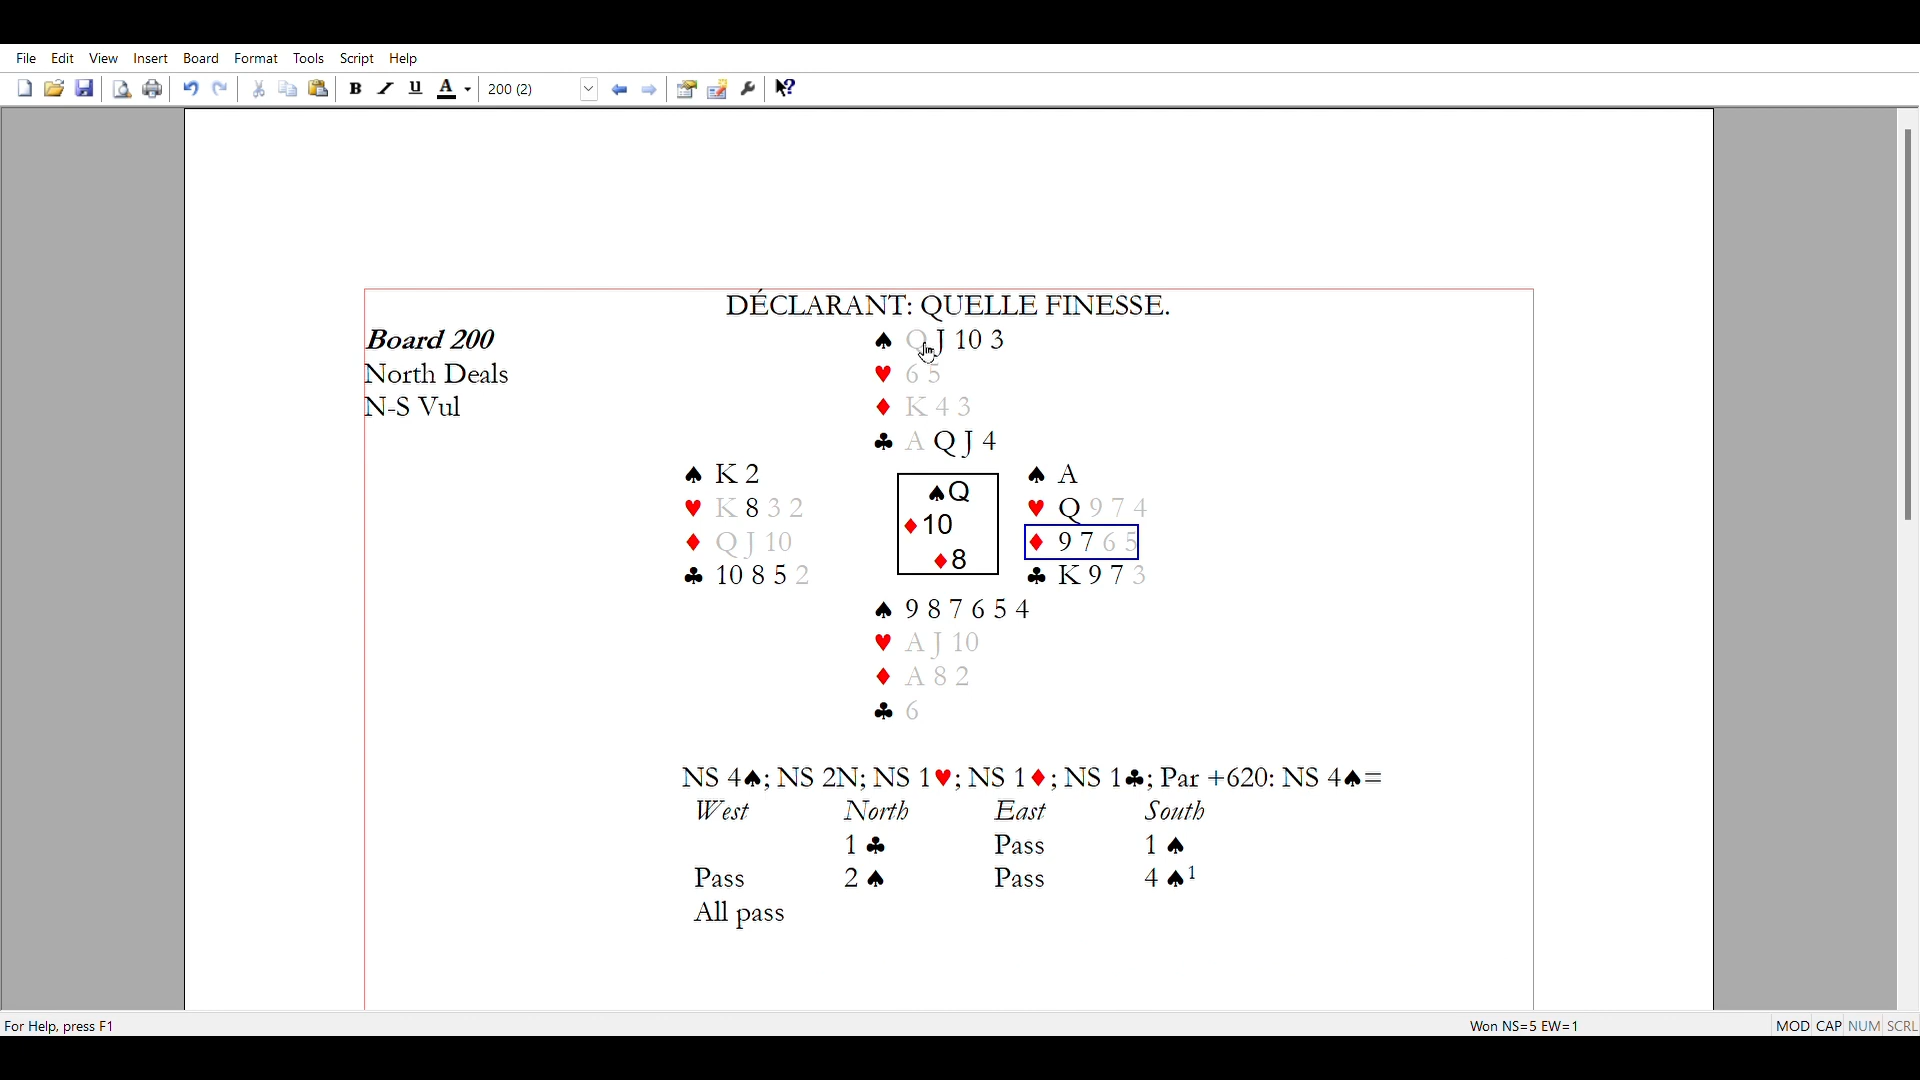 File Edit View Insert Board Format Tools Script Help
B I U A 200 (2)
DÉCLARANT: QUELLE FINESSE.
Board 200
North Deals
N-S Vul
♠ Q J 10 3
♥ 6 5
♦ K 4 3
♣ A Q J 4
♠ K 2
♥ K 8 3 2
♦ Q J 10
♣ 10 8 5 2
♠Q
♦10
♦8
♠ A
♥ Q 9 7 4
♦ 9 7 6 5
♣ K 9 7 3
♠ 9 8 7 6 5 4
♥ A J 10
♦ A 8 2
♣ 6
NS 4♠; NS 2N; NS 1♥; NS 1♦; NS 1♣; Par +620: NS 4♠=
West North East South
1 ♣ Pass 1 ♠
Pass 2 ♠ Pass 4 ♠¹
All pass
For Help, press F1 Won NS=5 EW=1 MOD CAP NUM SCRL